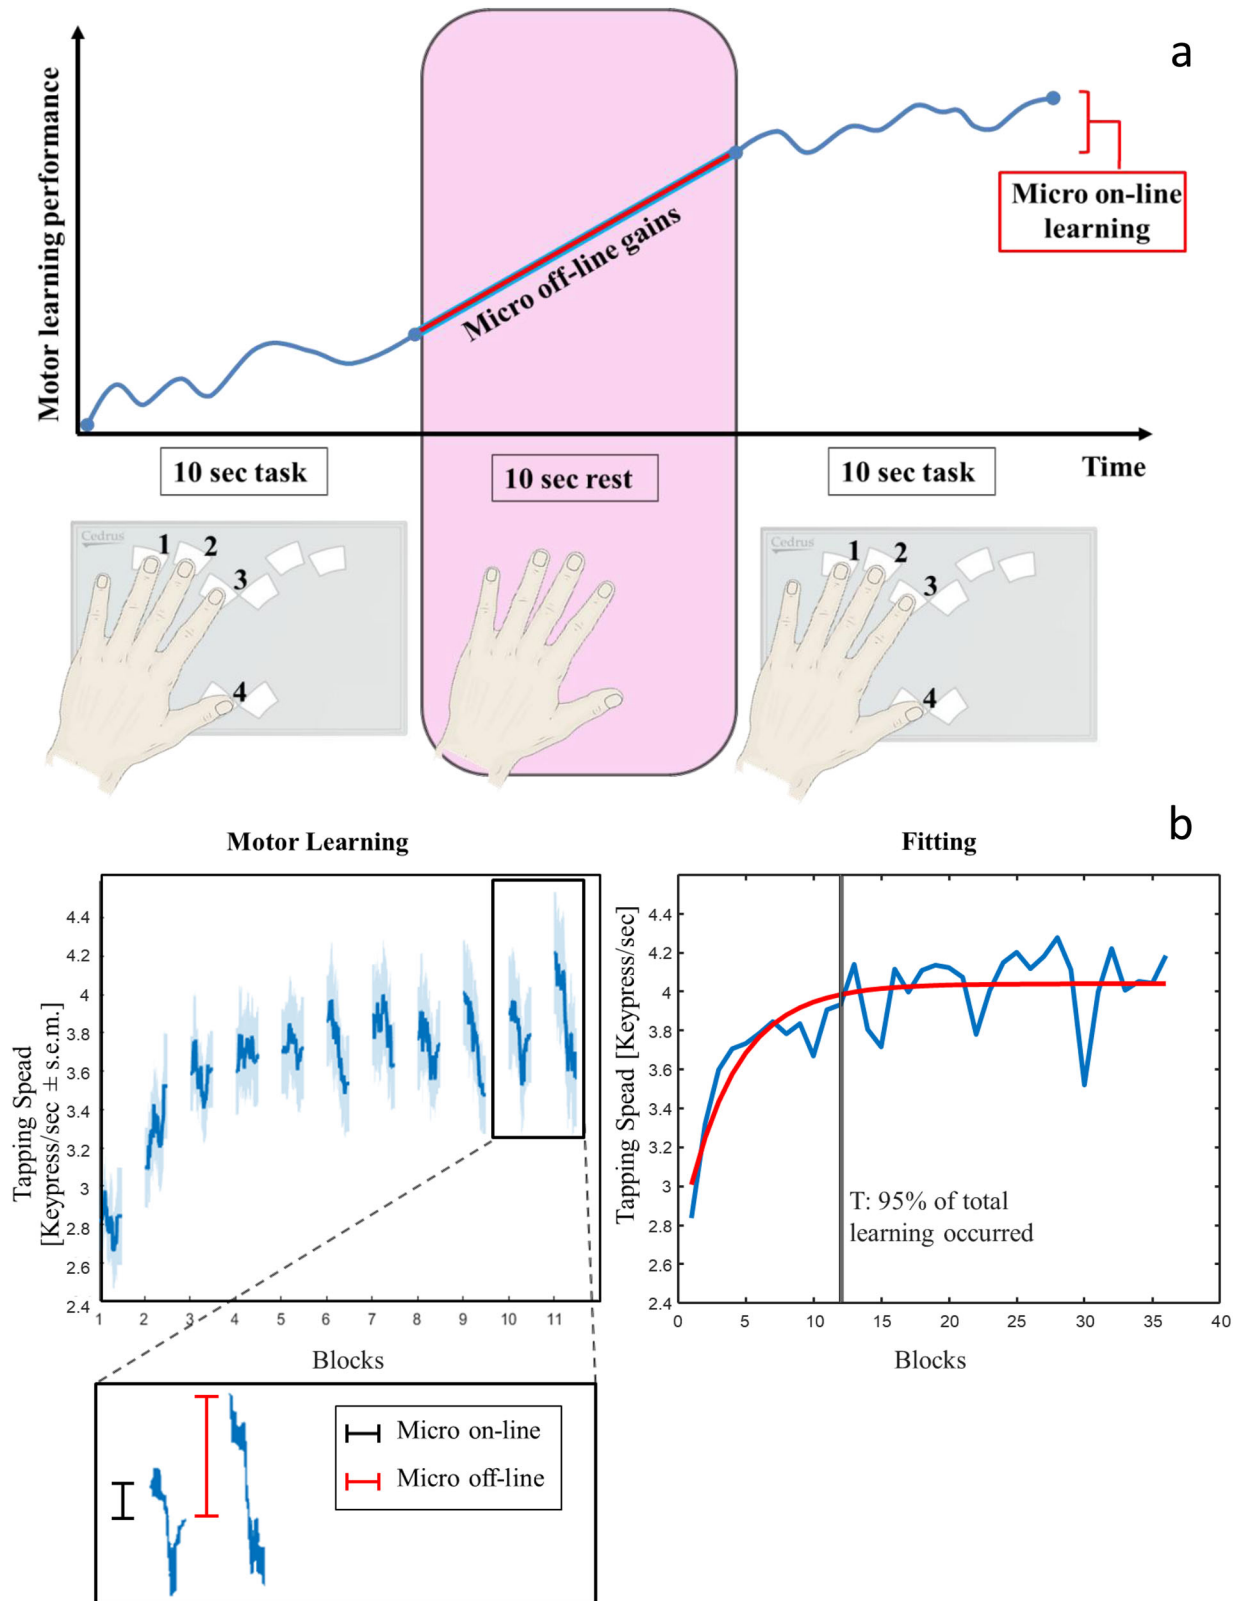 a
Motor learning performance
Micro off-line gains
Micro on-line
learning
10 sec task
10 sec rest
10 sec task
Time
Cedrus
1
2
3
4
Cedrus
1
2
3
4
b
Motor Learning
Tapping Spead
[Keypress/sec ± s.e.m.]
4.4
4.2
4
3.8
3.6
3.4
3.2
3
2.8
2.6
2.4
1 2 3 4 5 6 7 8 9 10 11
Blocks
Micro on-line
Micro off-line
Fitting
Tapping Spead [Keypress/sec]
4.4
4.2
4
3.8
3.6
3.4
3.2
3
2.8
2.6
2.4
T: 95% of total
learning occurred
0 5 10 15 20 25 30 35 40
Blocks